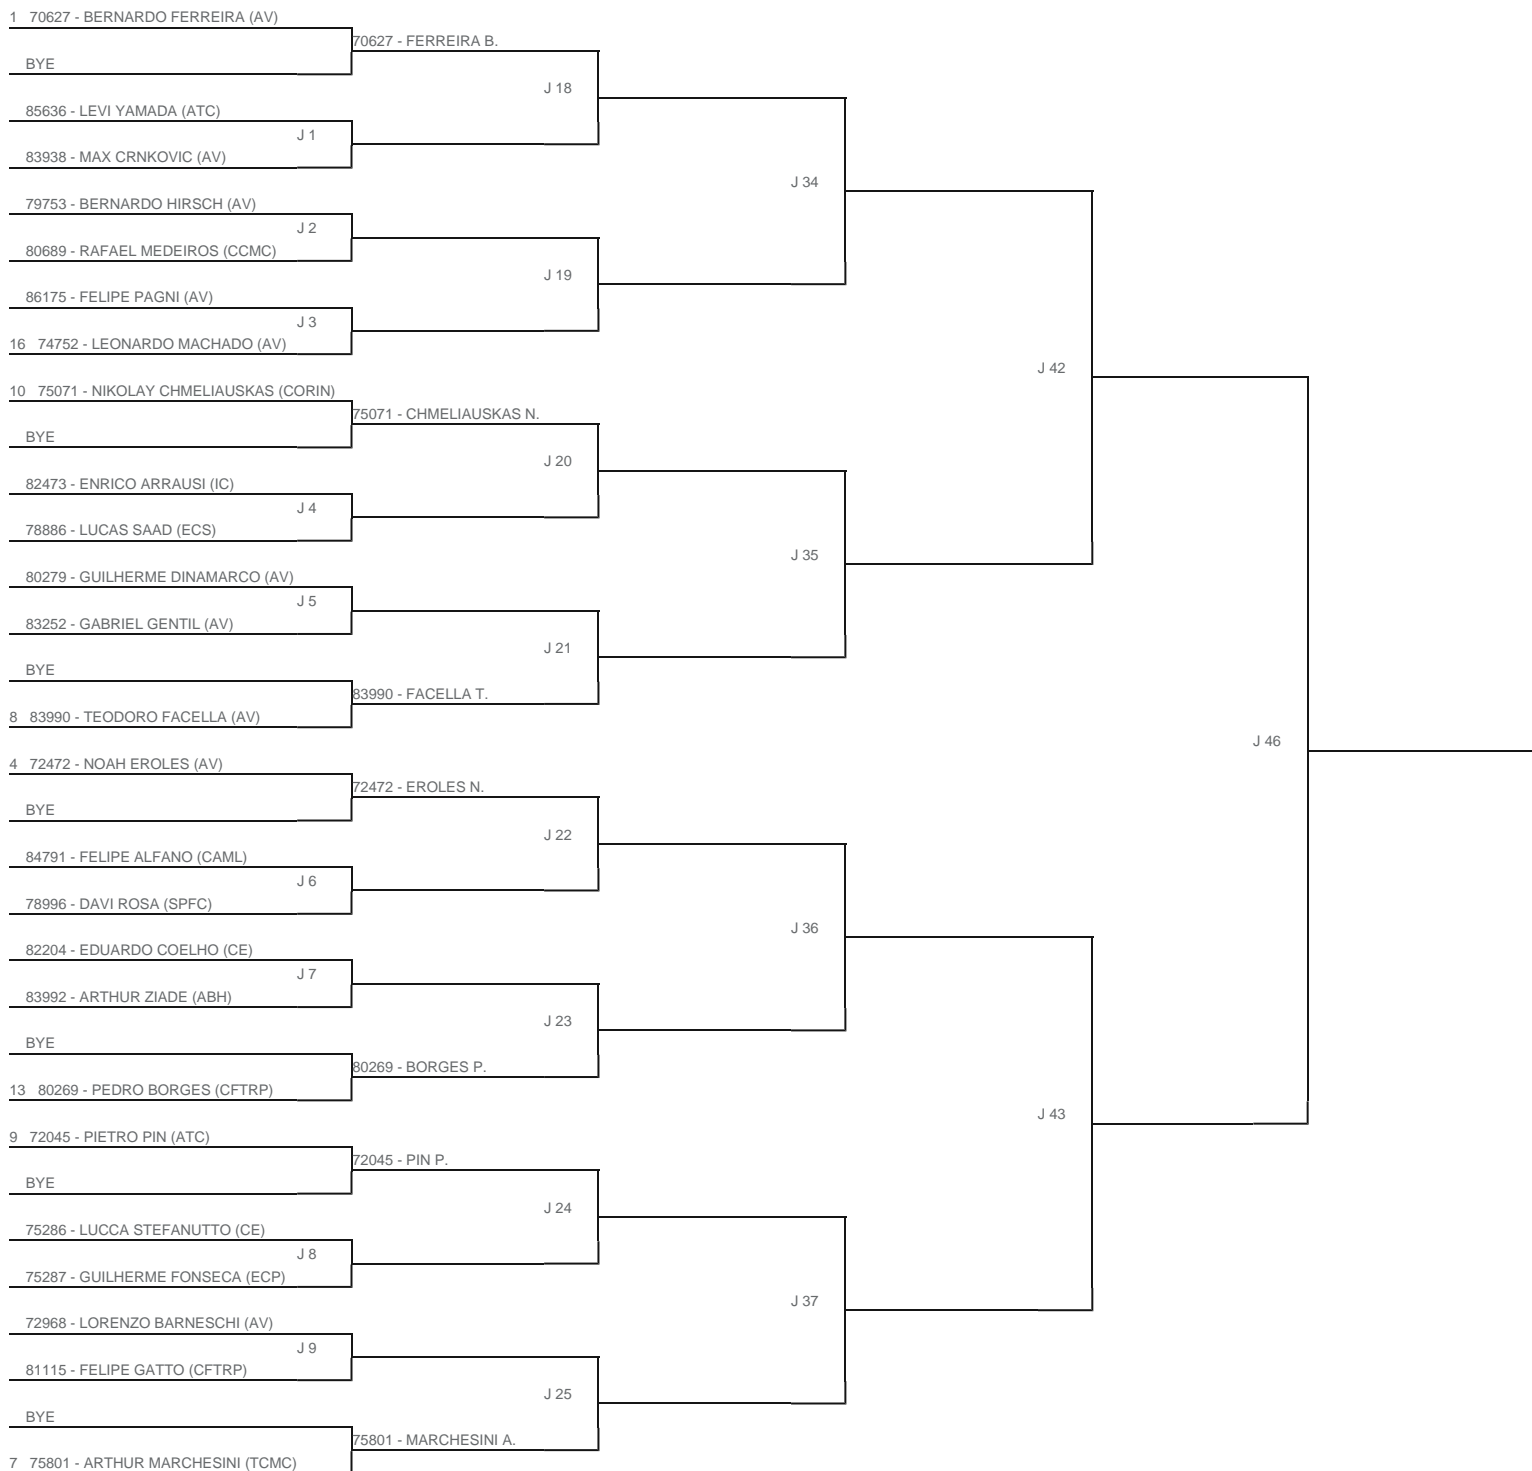 1 70627 - BERNARDO FERREIRA (AV)
70627 - FERREIRA B.
BYE
J 18
85636 - LEVI YAMADA (ATC)
J 1
83938 - MAX CRNKOVIC (AV)
J 34
79753 - BERNARDO HIRSCH (AV)
J 2
80689 - RAFAEL MEDEIROS (CCMC)
J 19
86175 - FELIPE PAGNI (AV)
J 3
16 74752 - LEONARDO MACHADO (AV)
J 42
10 75071 - NIKOLAY CHMELIAUSKAS (CORIN)
75071 - CHMELIAUSKAS N.
BYE
J 20
82473 - ENRICO ARRAUSI (IC)
J 4
78886 - LUCAS SAAD (ECS)
J 35
80279 - GUILHERME DINAMARCO (AV)
J 5
83252 - GABRIEL GENTIL (AV)
J 21
BYE
83990 - FACELLA T.
8 83990 - TEODORO FACELLA (AV)
J 46
4 72472 - NOAH EROLES (AV)
72472 - EROLES N.
BYE
J 22
84791 - FELIPE ALFANO (CAML)
J 6
78996 - DAVI ROSA (SPFC)
J 36
82204 - EDUARDO COELHO (CE)
J 7
83992 - ARTHUR ZIADE (ABH)
J 23
BYE
80269 - BORGES P.
13 80269 - PEDRO BORGES (CFTRP)
J 43
9 72045 - PIETRO PIN (ATC)
72045 - PIN P.
BYE
J 24
75286 - LUCCA STEFANUTTO (CE)
J 8
75287 - GUILHERME FONSECA (ECP)
J 37
72968 - LORENZO BARNESCHI (AV)
J 9
81115 - FELIPE GATTO (CFTRP)
J 25
BYE
75801 - MARCHESINI A.
7 75801 - ARTHUR MARCHESINI (TCMC)